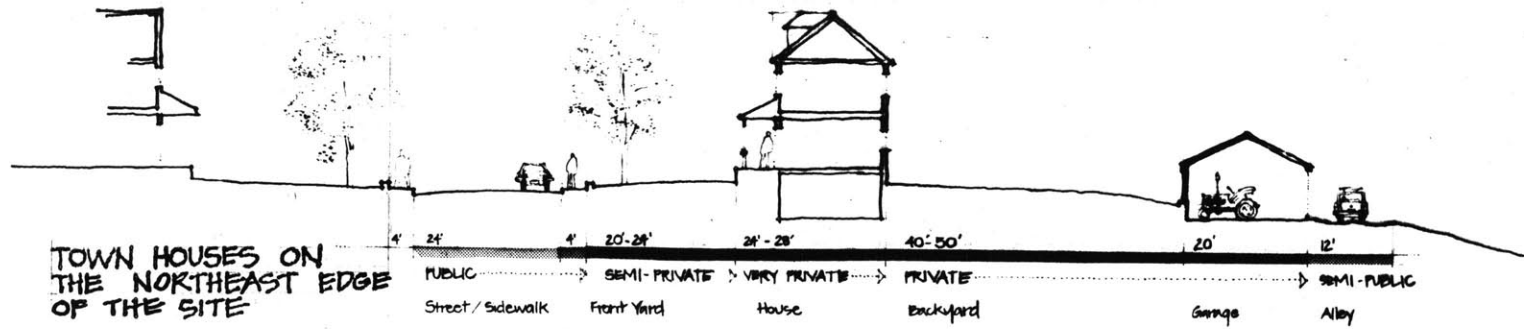 TOWN HOUSES ON
THE NORTHEAST EDGE
OF THE SITE
4' 24' 4' 20'-24' 24'-28' 40'-50' 20' 12'
PUBLIC SEMI-PRIVATE VERY PRIVATE PRIVATE SEMI-PUBLIC
Street/Sidewalk Front Yard House Backyard Garage Alley